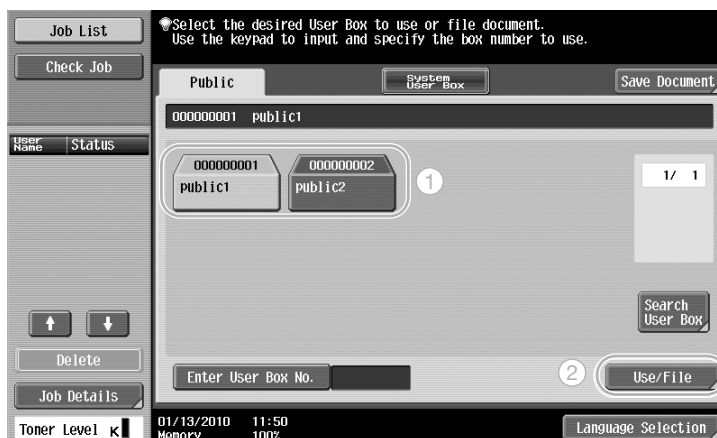 Job List
Select the desired User Box to use or file document.
Use the keypad to input and specify the box number to use.
Check Job
Public
System
User Box
Save Document
000000001 public1
User
Name
Status
000000001
public1
000000002
public2
1
1/ 1
Search
User Box
Delete
Enter User Box No.
2
Use/File
Job Details
Toner Level K
01/13/2010 11:50
Memory 100%
Language Selection